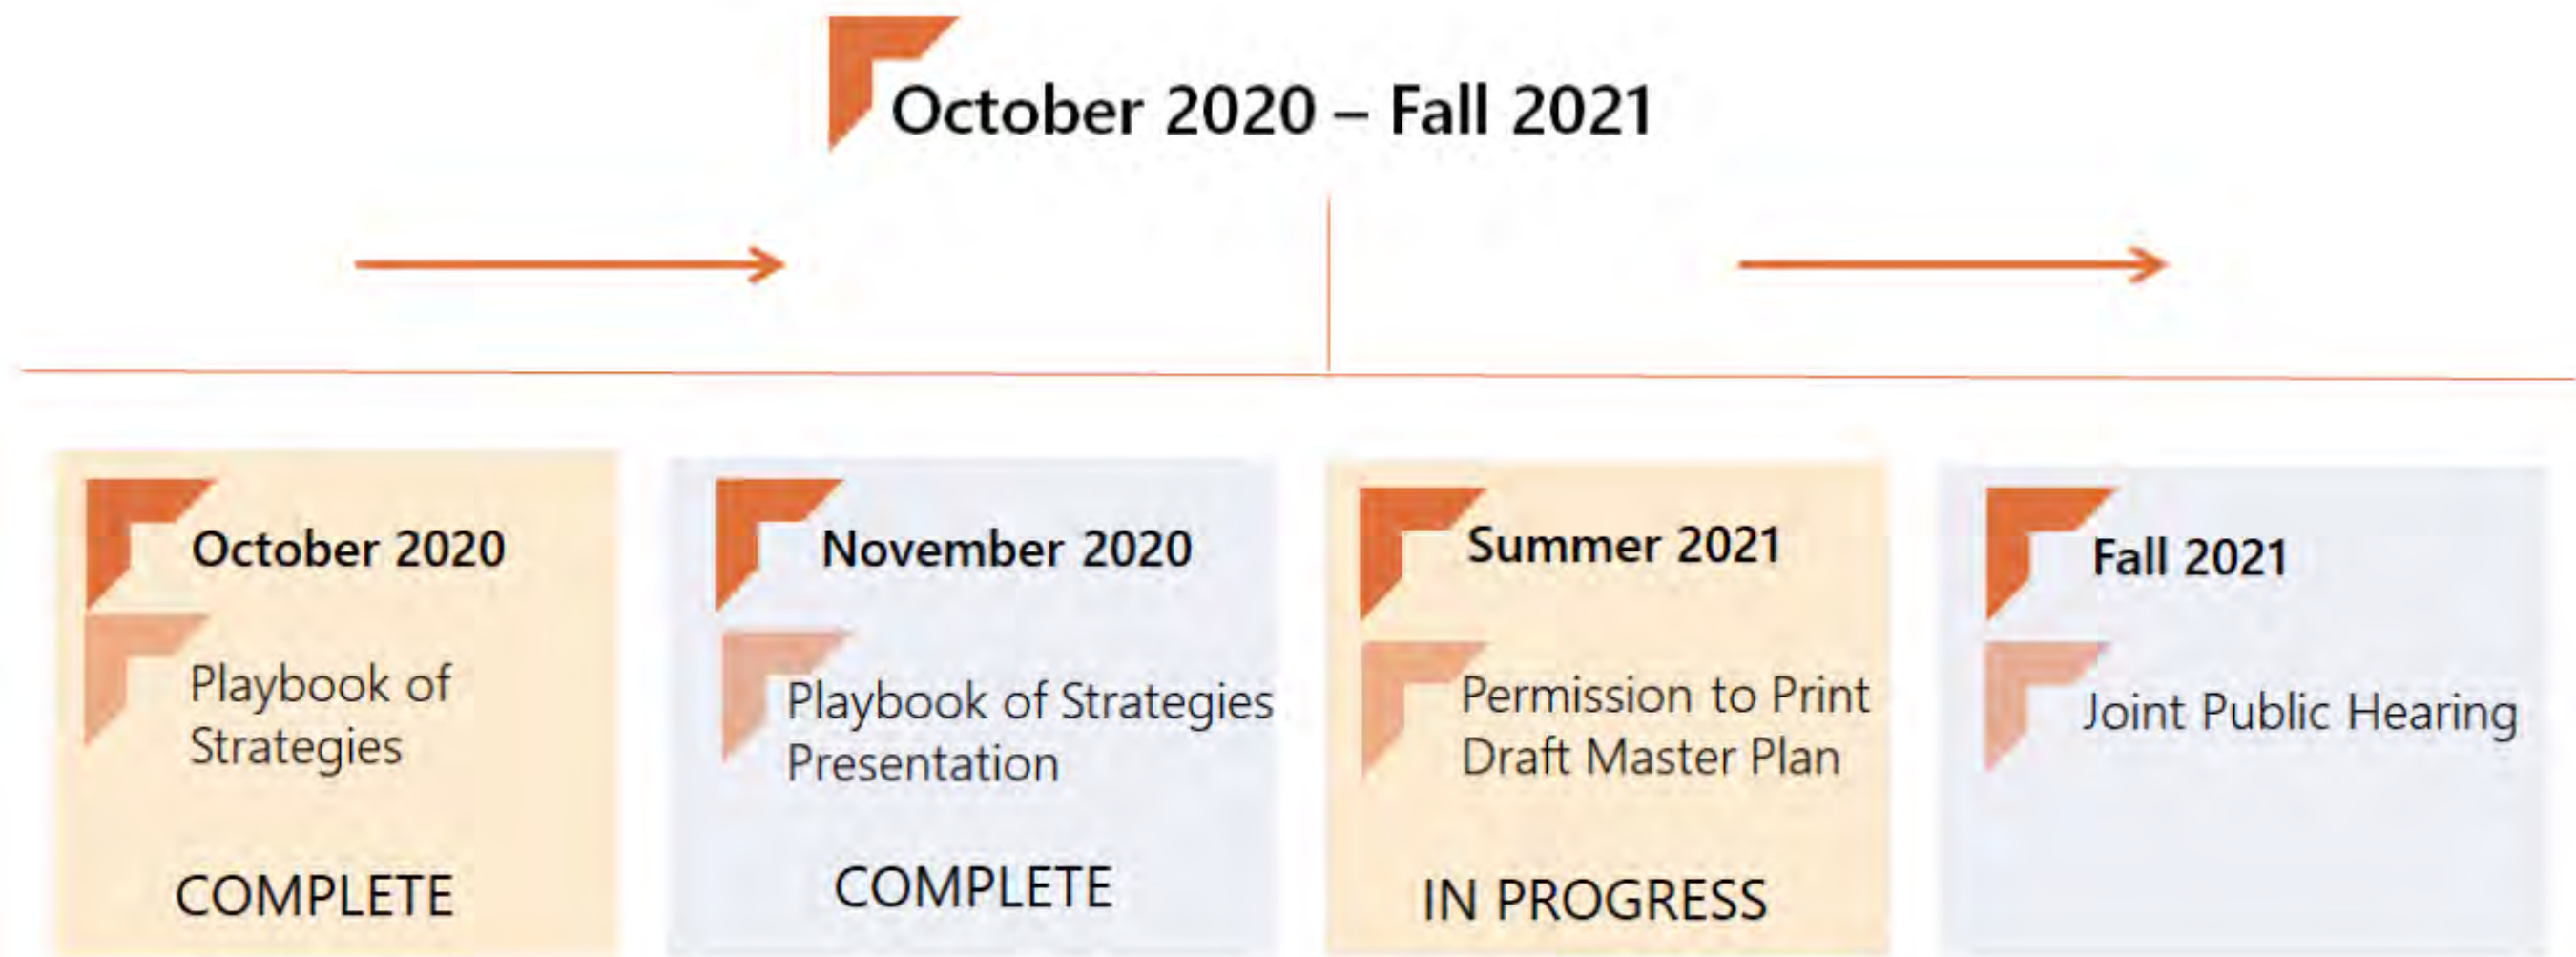 October 2020 – Fall 2021
October 2020
Playbook of
Strategies
COMPLETE
November 2020
Playbook of Strategies
Presentation
COMPLETE
Summer 2021
Permission to Print
Draft Master Plan
IN PROGRESS
Fall 2021
Joint Public Hearing